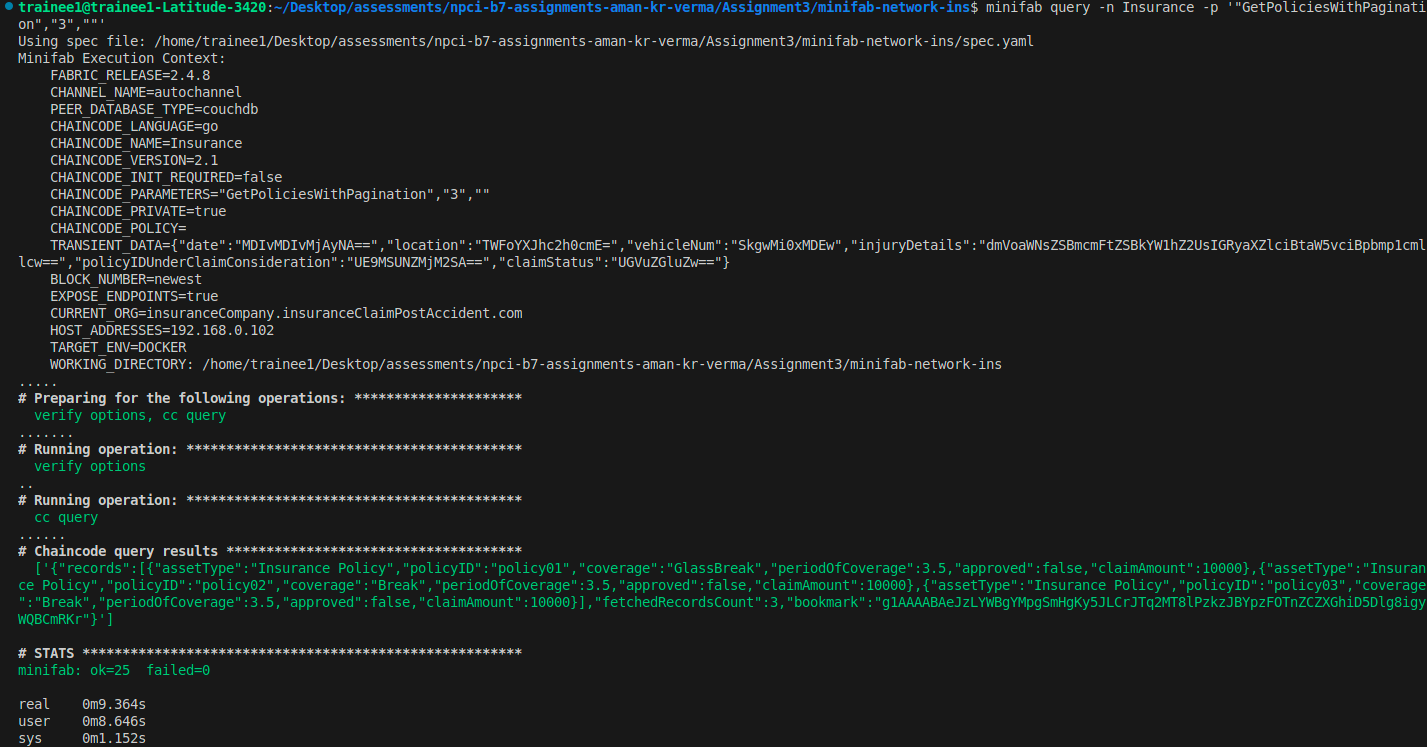 trainee1@trainee1-Latitude-3420:~/Desktop/assessments/npci-b7-assignments-aman-kr-verma/Assignment3/minifab-network-ins$ minifab query -n Insurance -p '"GetPoliciesWithPaginati
on","3",""'
Using spec file: /home/trainee1/Desktop/assessments/npci-b7-assignments-aman-kr-verma/Assignment3/minifab-network-ins/spec.yaml
Minifab Execution Context:
    FABRIC_RELEASE=2.4.8
    CHANNEL_NAME=autochannel
    PEER_DATABASE_TYPE=couchdb
    CHAINCODE_LANGUAGE=go
    CHAINCODE_NAME=Insurance
    CHAINCODE_VERSION=2.1
    CHAINCODE_INIT_REQUIRED=false
    CHAINCODE_PARAMETERS="GetPoliciesWithPagination","3",""
    CHAINCODE_PRIVATE=true
    CHAINCODE_POLICY=
    TRANSIENT_DATA={"date":"MDIvMDIvMjAyNA==","location":"TWFoYXJhc2h0cmE=","vehicleNum":"SkgwMi0xMDEw","injuryDetails":"dmVoaWNsZSBmcmFtZSBkYW1hZ2UsIGRyaXZlciBtaW5vciBpbmp1cml
lcw==","policyIDUnderClaimConsideration":"UE9MSUNZMjM2SA==","claimStatus":"UGVuZGluZw=="}
    BLOCK_NUMBER=newest
    EXPOSE_ENDPOINTS=true
    CURRENT_ORG=insuranceCompany.insuranceClaimPostAccident.com
    HOST_ADDRESSES=192.168.0.102
    TARGET_ENV=DOCKER
    WORKING_DIRECTORY: /home/trainee1/Desktop/assessments/npci-b7-assignments-aman-kr-verma/Assignment3/minifab-network-ins
.....
# Preparing for the following operations: *********************
  verify options, cc query
.......
# Running operation: ******************************************
  verify options
..
# Running operation: ******************************************
  cc query
......
# Chaincode query results *************************************
  ['{"records":[{"assetType":"Insurance Policy","policyID":"policy01","coverage":"GlassBreak","periodOfCoverage":3.5,"approved":false,"claimAmount":10000},{"assetType":"Insuran
ce Policy","policyID":"policy02","coverage":"Break","periodOfCoverage":3.5,"approved":false,"claimAmount":10000},{"assetType":"Insurance Policy","policyID":"policy03","coverage
":"Break","periodOfCoverage":3.5,"approved":false,"claimAmount":10000}],"fetchedRecordsCount":3,"bookmark":"g1AAAABAeJzLYWBgYMpgSmHgKy5JLCrJTq2MT8lPzkzJBYpzFOTnZCZXGhiD5Dlg8igy
WQBCmRKr"}']

# STATS *******************************************************
minifab: ok=25  failed=0

real    0m9.364s
user    0m8.646s
sys     0m1.152s